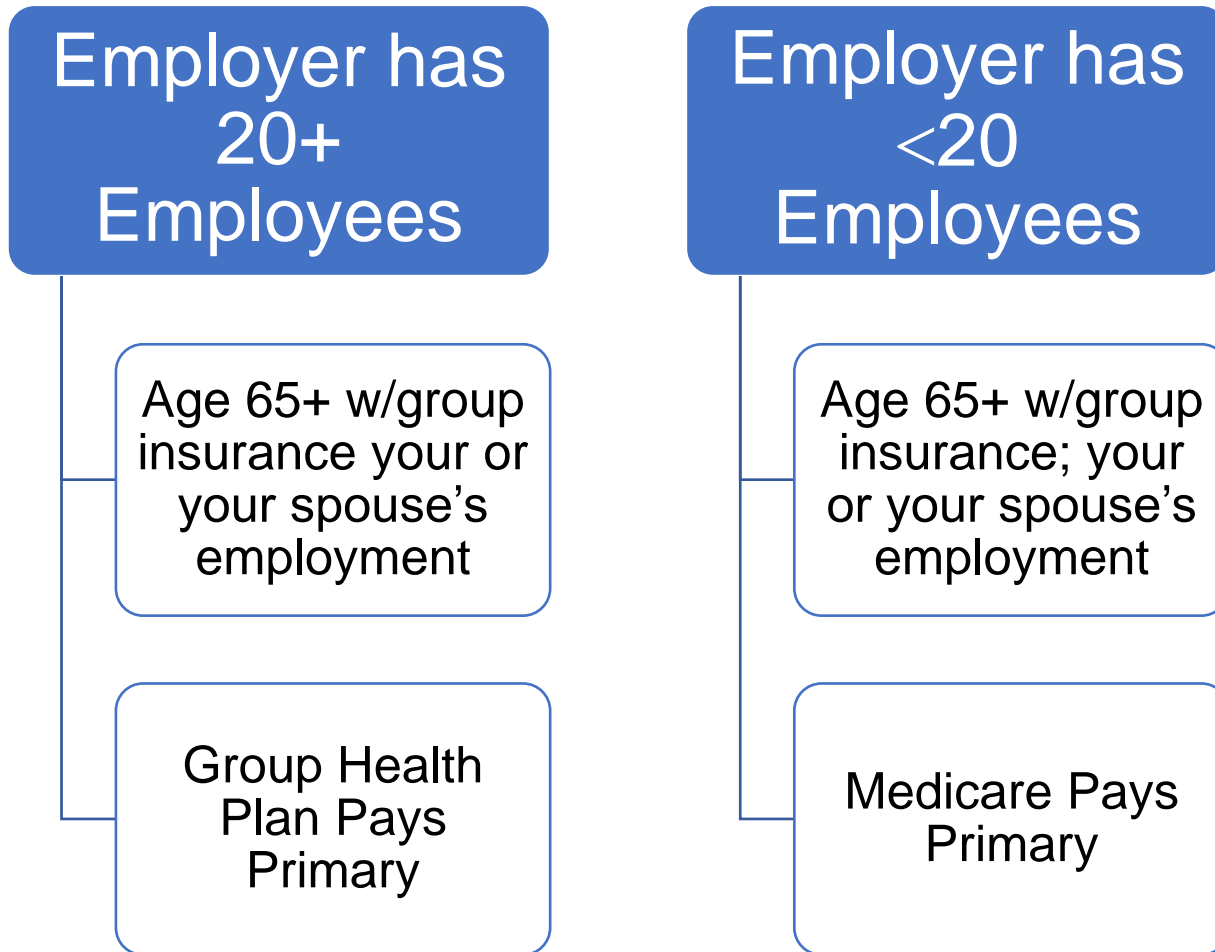 Employer has
20+
Employees
Age 65+ w/group
insurance your or
your spouse’s
employment
Group Health
Plan Pays
Primary
Employer has
<20
Employees
Age 65+ w/group
insurance; your
or your spouse’s
employment
Medicare Pays
Primary